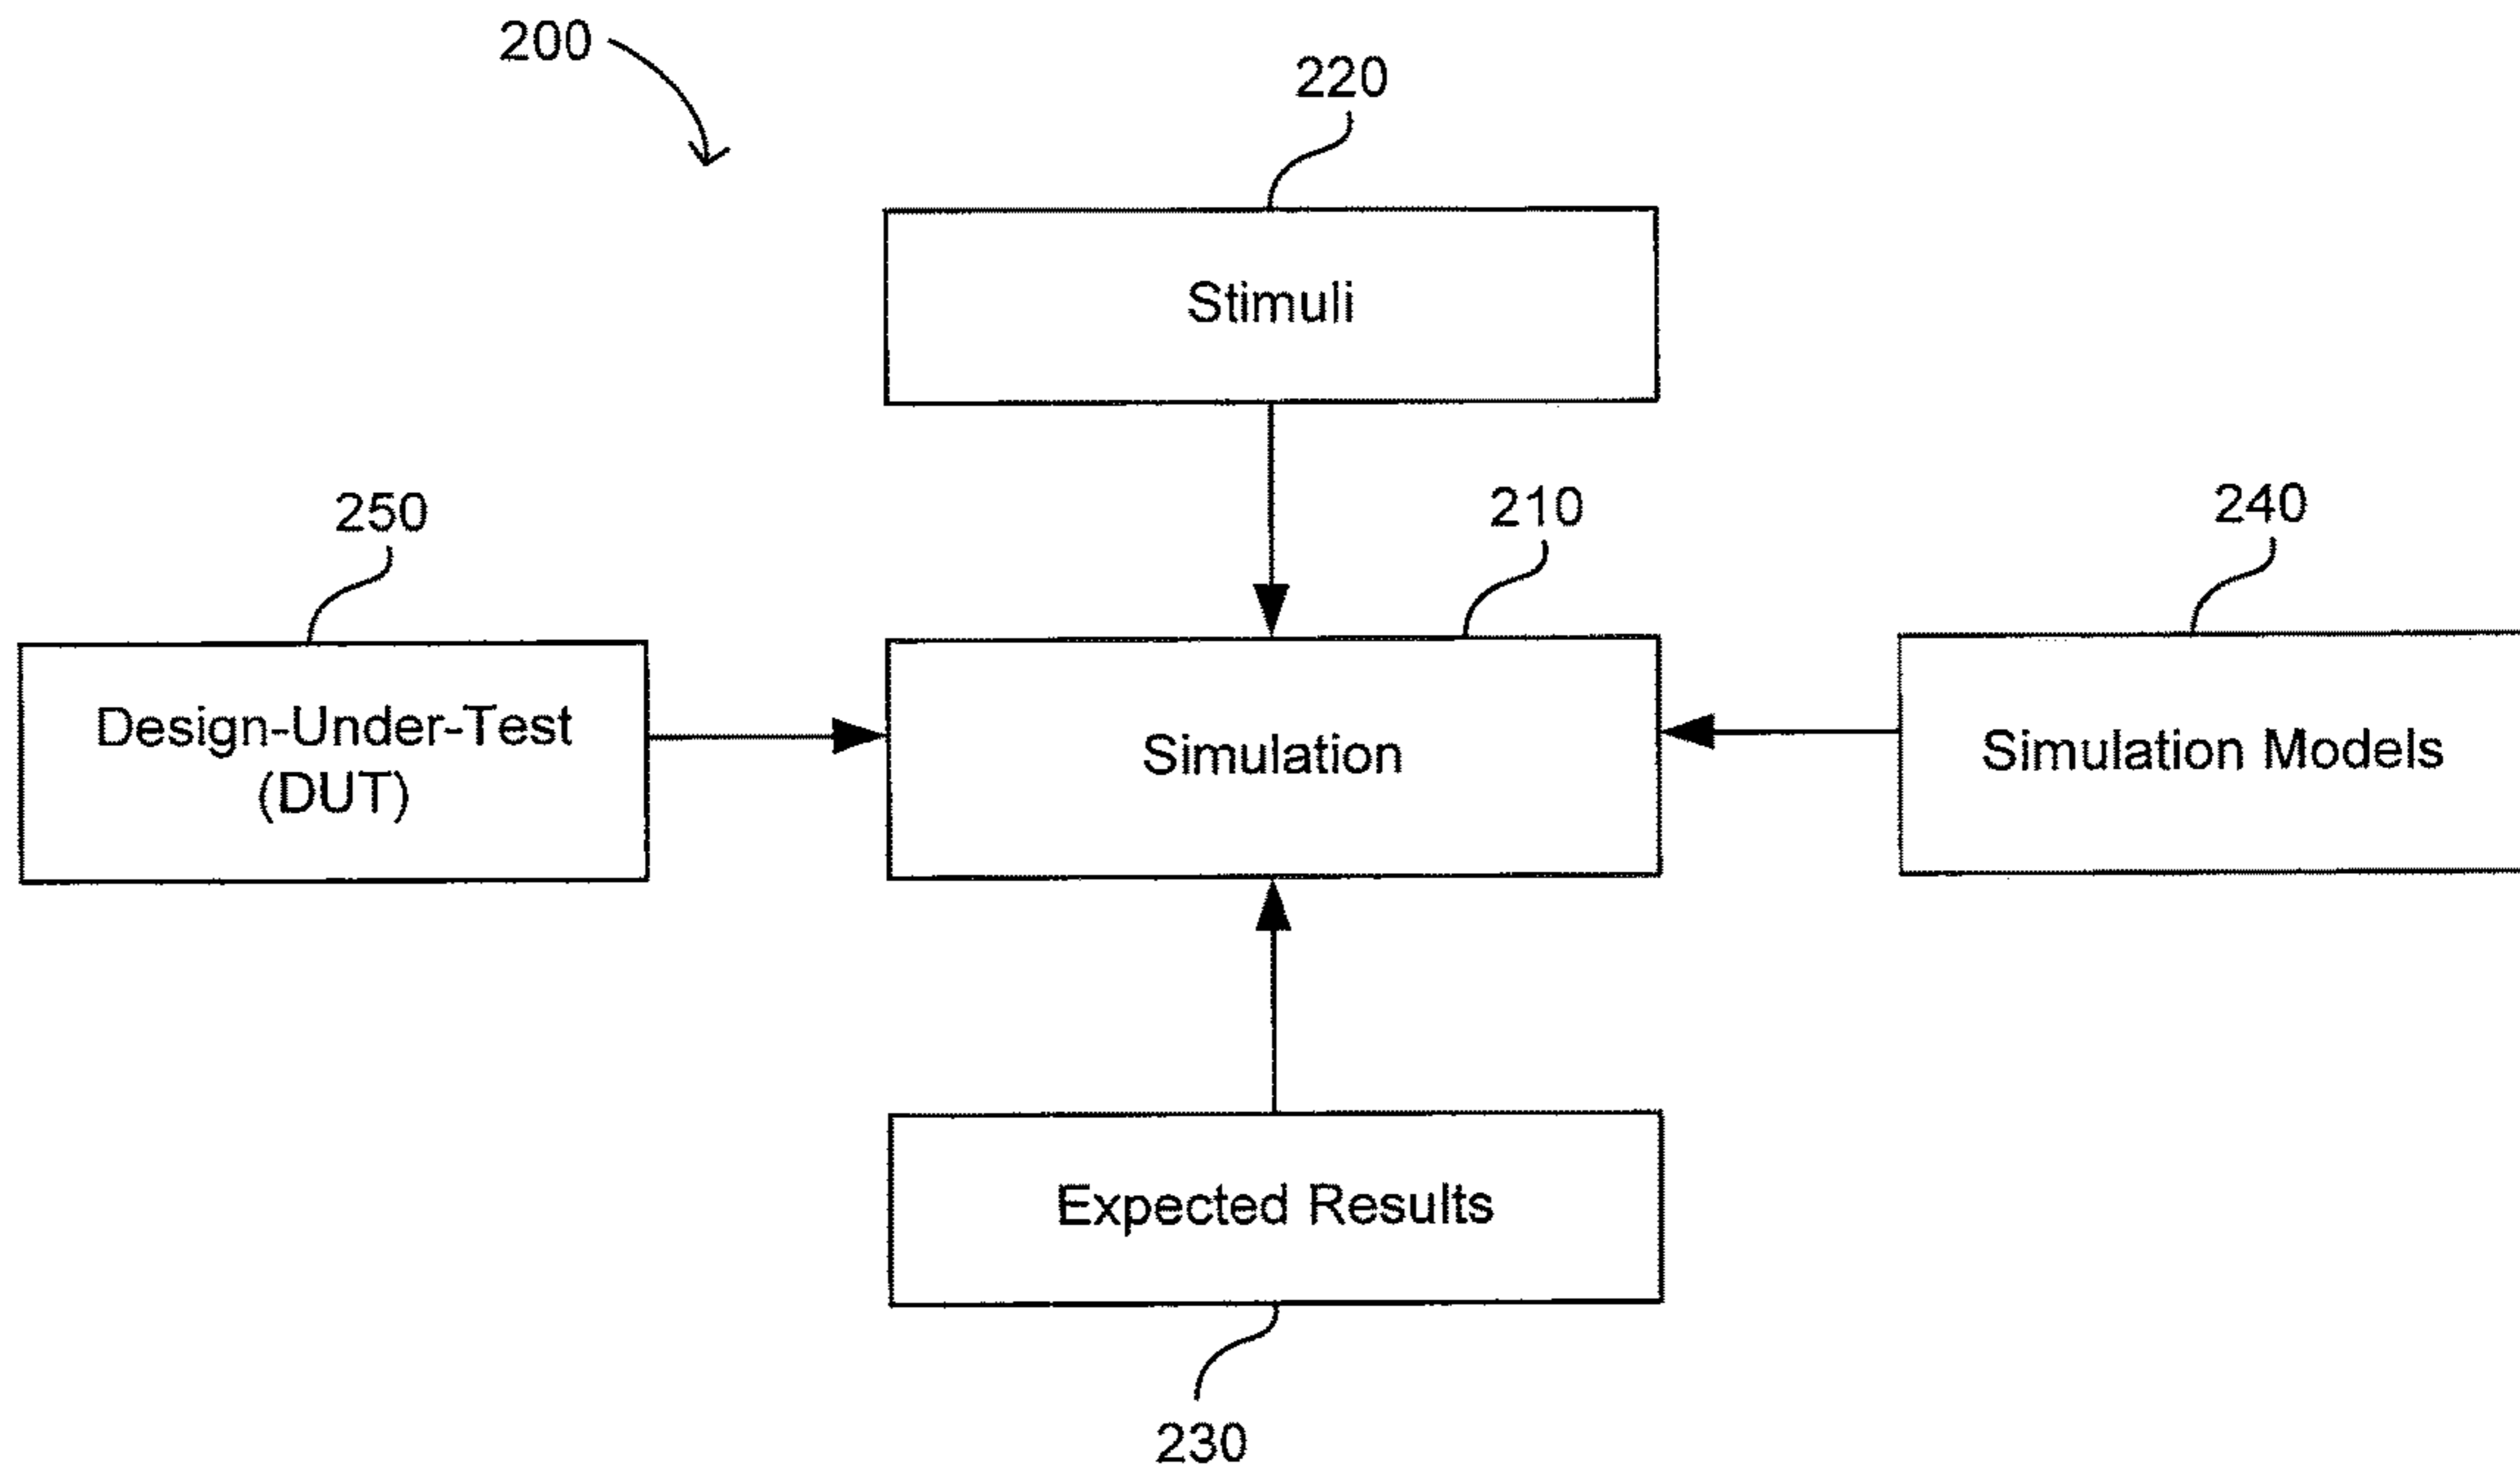 200
220
Stimuli
250
210
240
Design-Under-Test
(DUT)
Simulation
Simulation Models
Expected Results
230